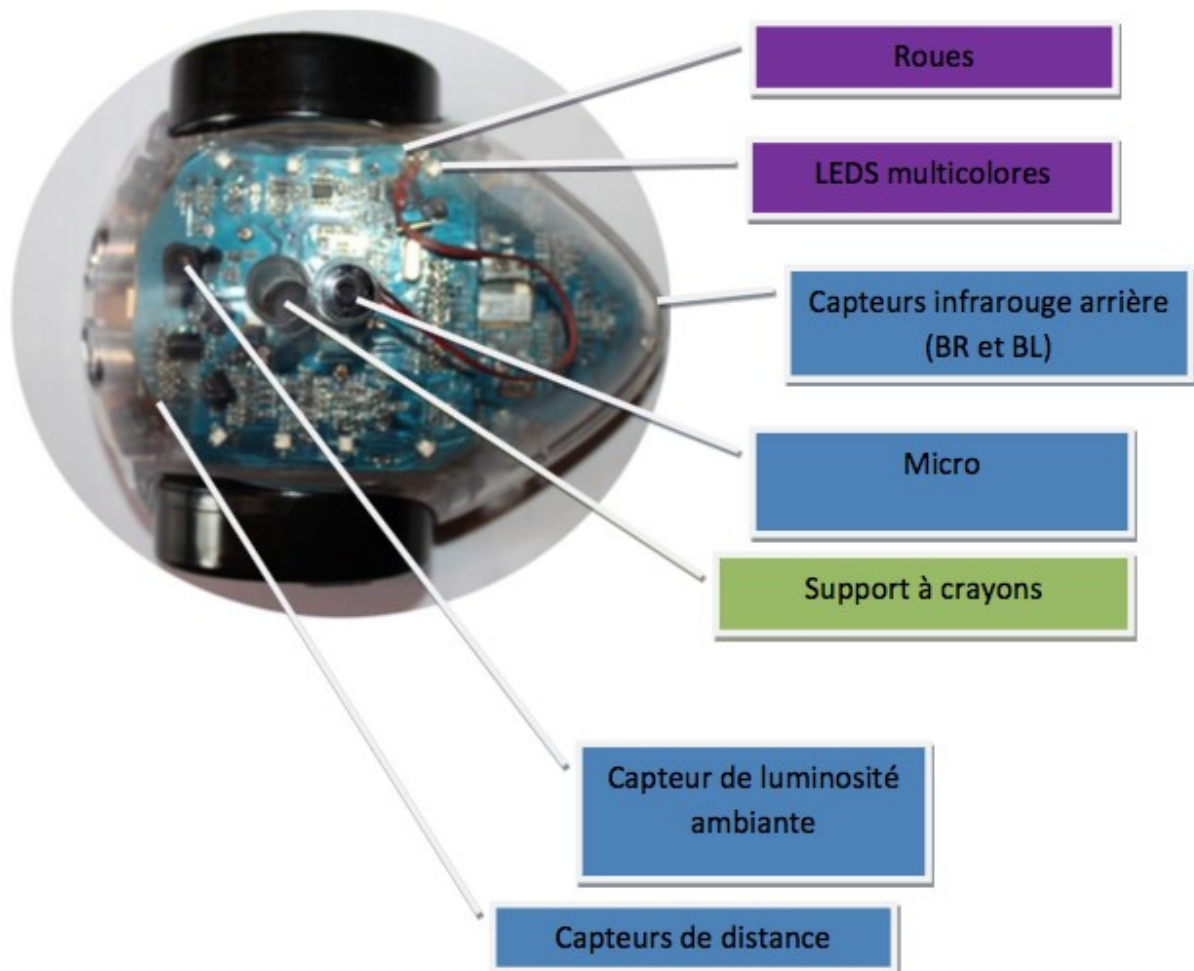 Roues
LEDS multicolores
Capteurs infrarouge arrière
(BR et BL)
Micro
Support à crayons
Capteur de luminosité
ambiante
Capteurs de distance